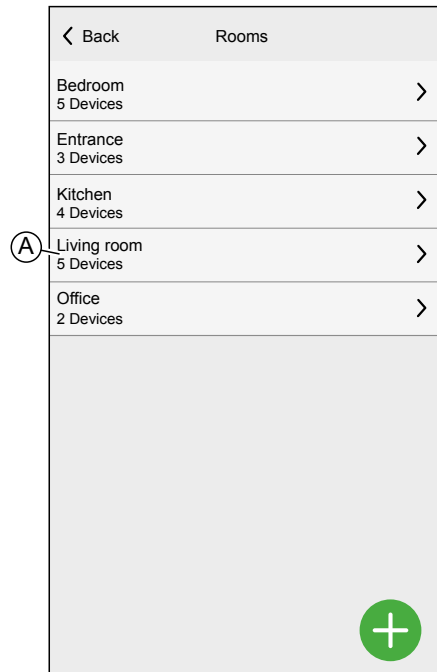 Back Rooms
Bedroom
5 Devices
Entrance
3 Devices
Kitchen
4 Devices
A
Living room
5 Devices
Office
2 Devices